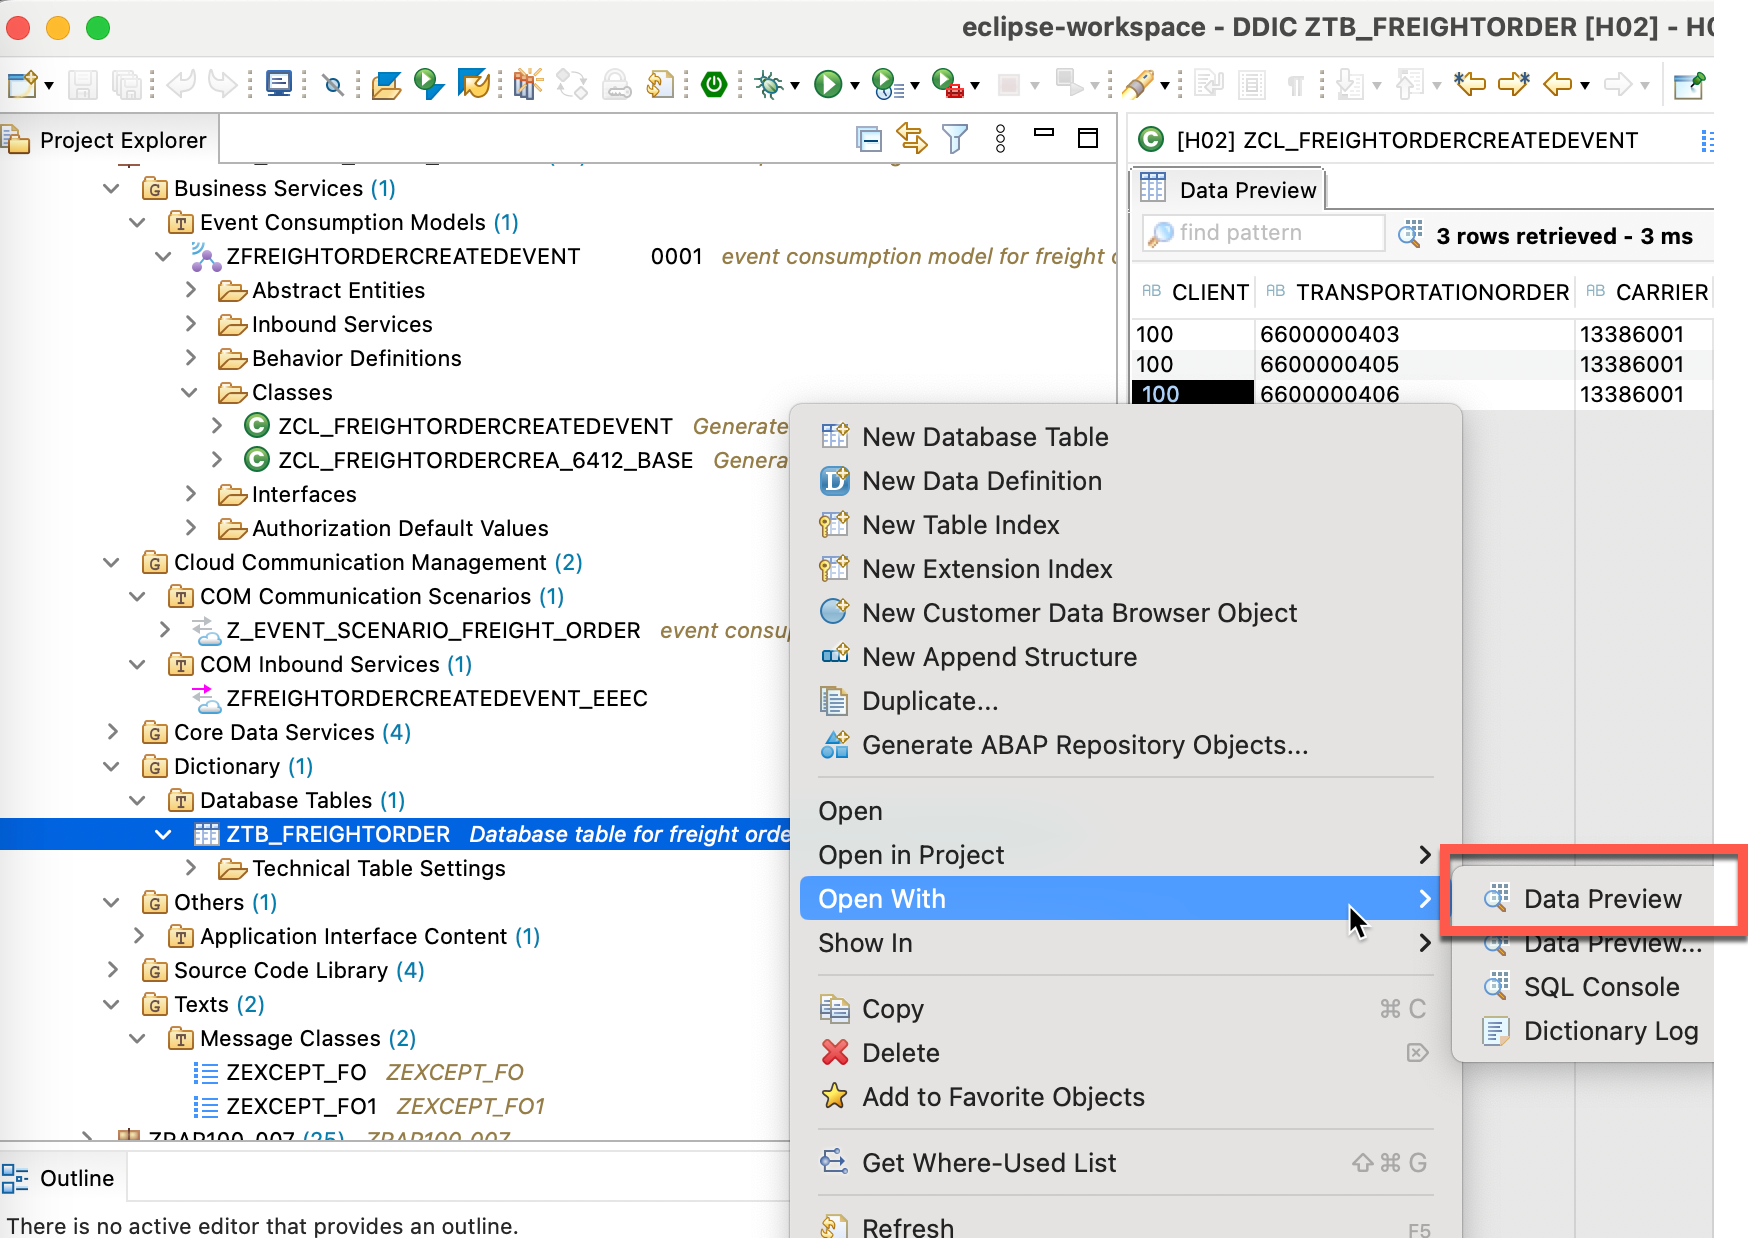 eclipse-workspace - DDIC ZTB_FREIGHTORDER [H02] - H
Project Explorer
Business Services (1)
Event Consumption Models (1)
ZFREIGHTORDERCREATEDEVENT 0001 event consumption model for freight
Abstract Entities
Inbound Services
Behavior Definitions
Classes
ZCL_FREIGHTORDERCREATEDEVENT Generate
ZCL_FREIGHTORDERCREA_6412_BASE Genera
Interfaces
Authorization Default Values
Cloud Communication Management (2)
COM Communication Scenarios (1)
Z_EVENT_SCENARIO_FREIGHT_ORDER event consu
COM Inbound Services (1)
ZFREIGHTORDERCREATEDEVENT_EEEC
Core Data Services (4)
Dictionary (1)
Database Tables (1)
ZTB_FREIGHTORDER Database table for freight orde
Technical Table Settings
Others (1)
Application Interface Content (1)
Source Code Library (4)
Texts (2)
Message Classes (2)
ZEXCEPT_FO ZEXCEPT_FO
ZEXCEPT_FO1 ZEXCEPT_FO1
ZRAP100_007 (25) ZRAP100_007
Outline
There is no active editor that provides an outline.
[H02] ZCL_FREIGHTORDERCREATEDEVENT
Data Preview
find pattern
3 rows retrieved - 3 ms
AB CLIENT AB TRANSPORTATIONORDER AB CARRIER
100 6600000403 13386001
100 6600000405 13386001
100 6600000406 13386001
New Database Table
New Data Definition
New Table Index
New Extension Index
New Customer Data Browser Object
New Append Structure
Duplicate...
Generate ABAP Repository Objects...
Open
Open in Project
Open With
Show In
Copy ⌘ C
Delete
Add to Favorite Objects
Get Where-Used List ⇧ ⌘ G
Refresh F5
Data Preview
Data Preview...
SQL Console
Dictionary Log